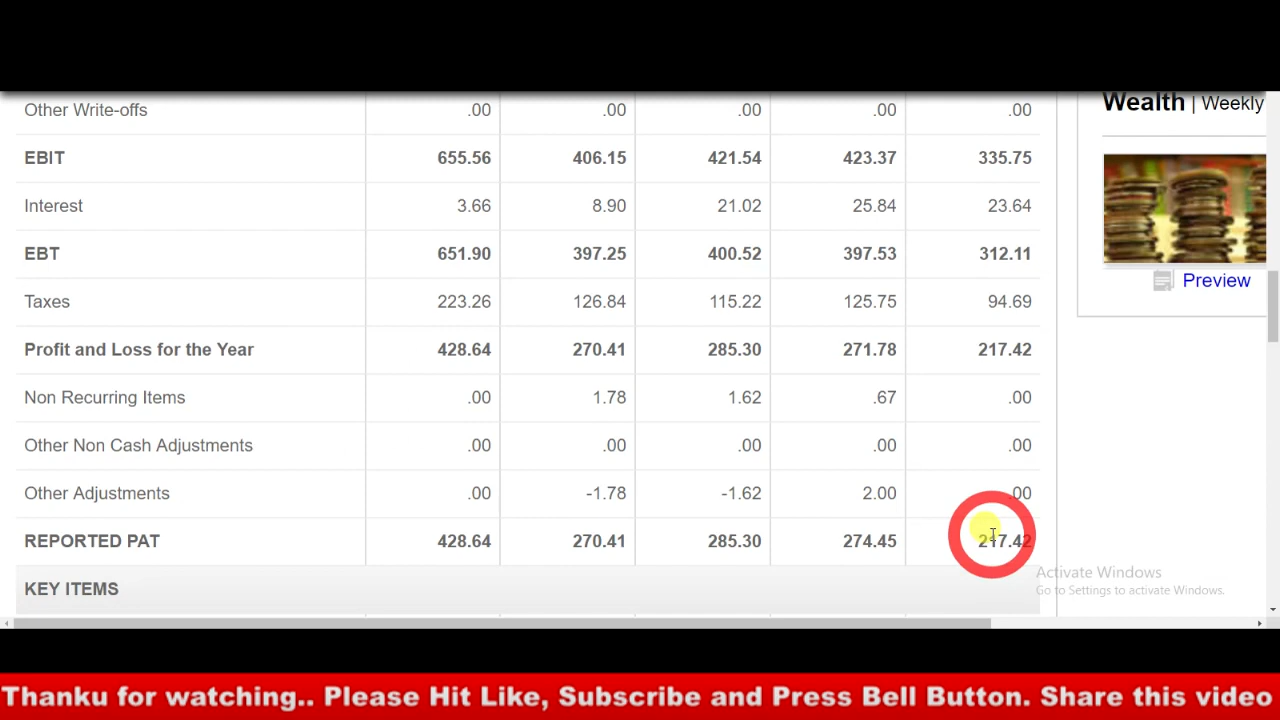 Wealth | Weekly
Other Write-offs .00 .00 .00 .00 .00
EBIT 655.56 406.15 421.54 423.37 335.75
Interest 3.66 8.90 21.02 25.84 23.64
EBT 651.90 397.25 400.52 397.53 312.11
Preview
Taxes 223.26 126.84 115.22 125.75 94.69
Profit and Loss for the Year 428.64 270.41 285.30 271.78 217.42
Non Recurring Items .00 1.78 1.62 .67 .00
Other Non Cash Adjustments .00 .00 .00 .00 .00
Other Adjustments .00 -1.78 -1.62 2.00 .00
REPORTED PAT 428.64 270.41 285.30 274.45 217.42
KEY ITEMS
Activate Windows
Go to Settings to activate Windows.
Thanku for watching.. Please Hit Like, Subscribe and Press Bell Button. Share this video